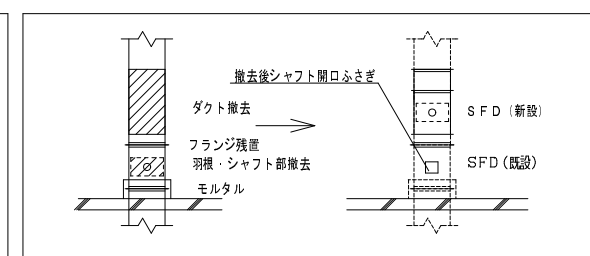 撤去後シャフト開口ふさぎ
ダクト撤去
フランジ残置
羽根・シャフト部撤去
モルタル
SFD (新設)
SFD (既設)